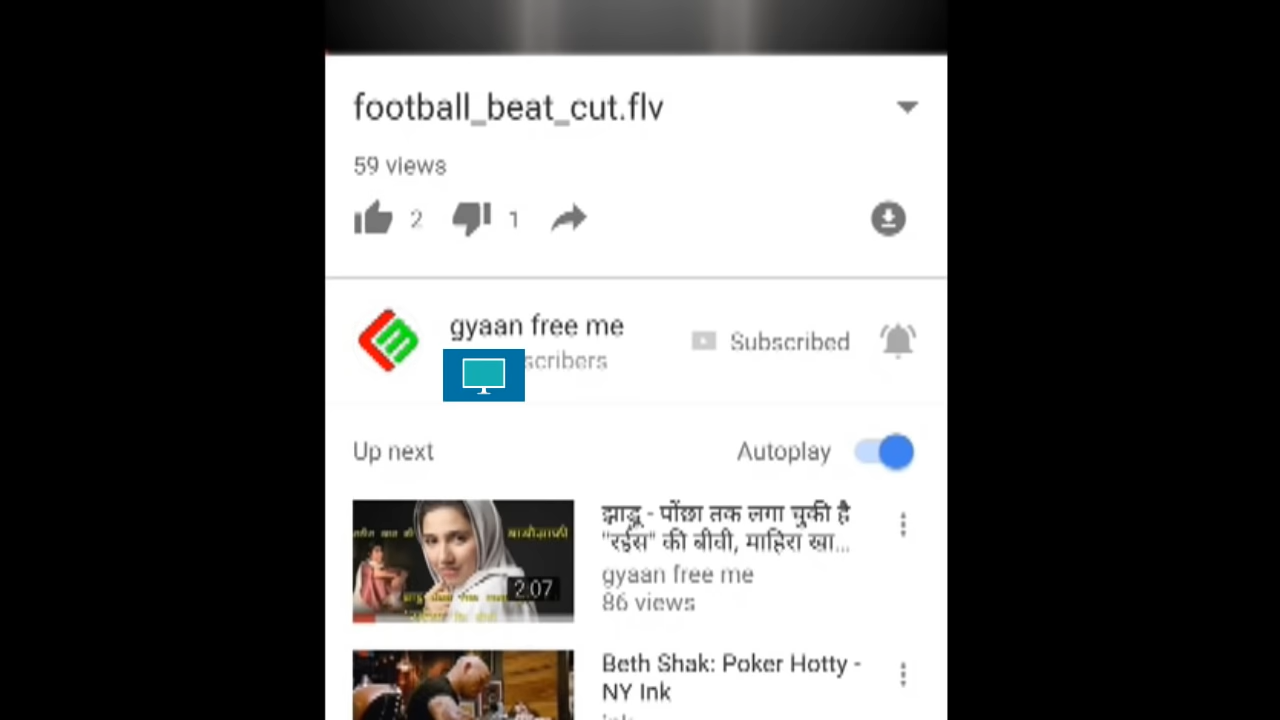 football_beat_cut.flv
59 views
2
1
gyaan free me
Subscribed
scribers
Up next
Autoplay
झाड़ू - पोंछा तक लगा चुकी है
"रईस" की बीवी, माहिरा खा...
gyaan free me
86 views
2:07
Beth Shak: Poker Hotty -
NY Ink